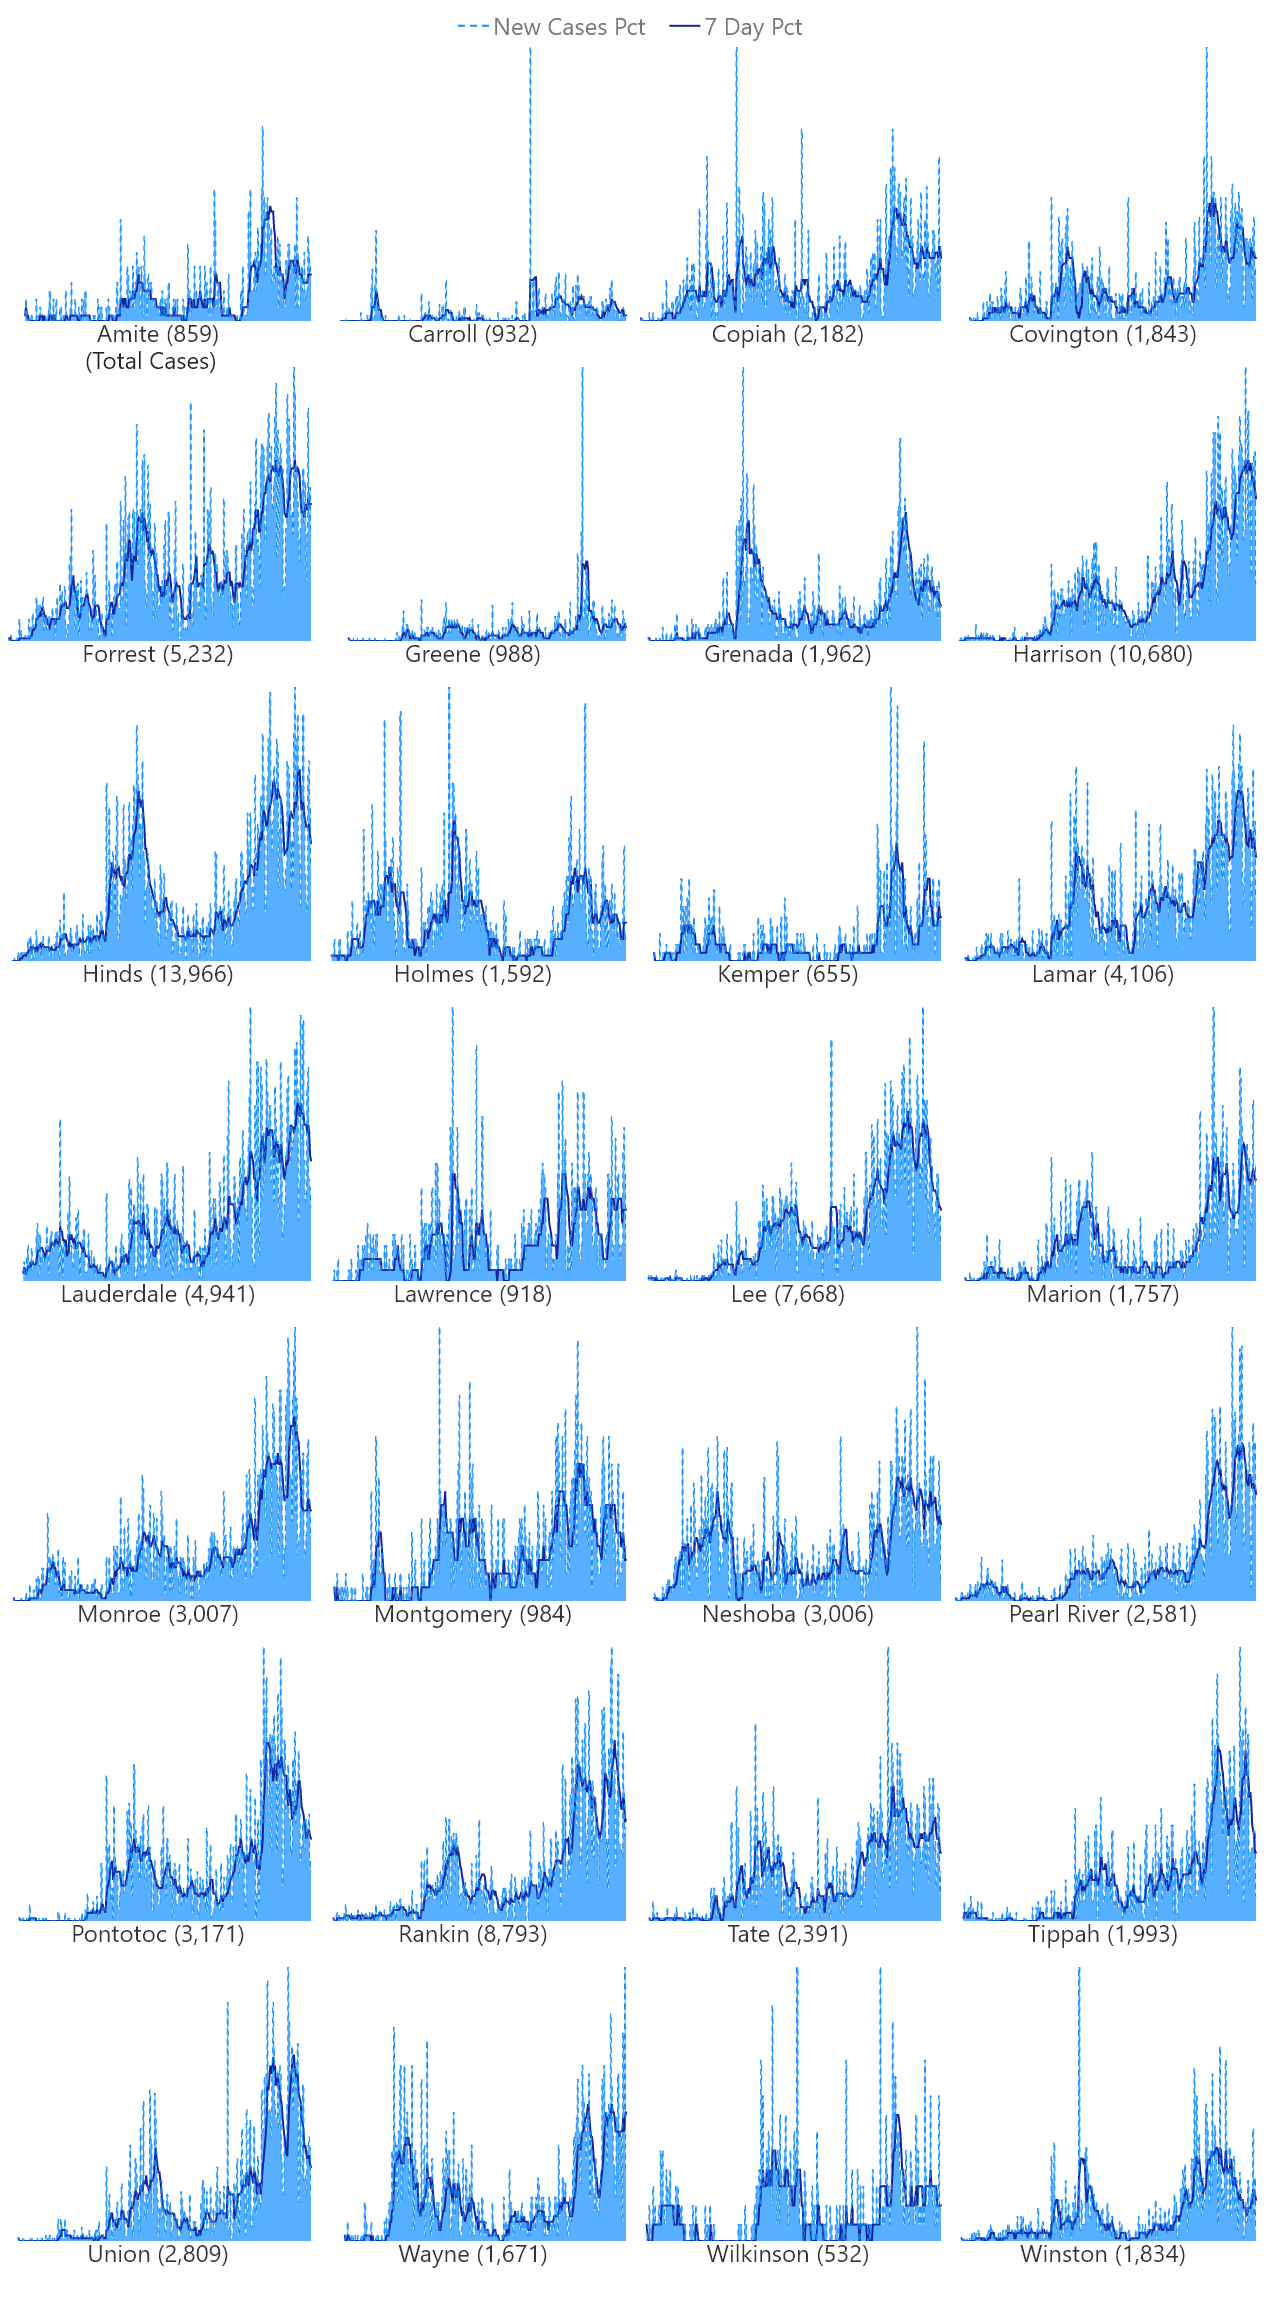 New Cases Pct 7 Day Pct
Amite (859) Carroll (932) Copiah (2,182) Covington (1,843)
(Total Cases)
Forrest (5,232) Greene (988) Grenada (1,962) Harrison (10,680)
Hinds (13,966) Holmes (1,592) Kemper (655) Lamar (4,106)
Lauderdale (4,941) Lawrence (918) Lee (7,668) Marion (1,757)
Monroe (3,007) Montgomery (984) Neshoba (3,006) Pearl River (2,581)
Pontotoc (3,171) Rankin (8,793) Tate (2,391) Tippah (1,993)
Union (2,809) Wayne (1,671) Wilkinson (532) Winston (1,834)